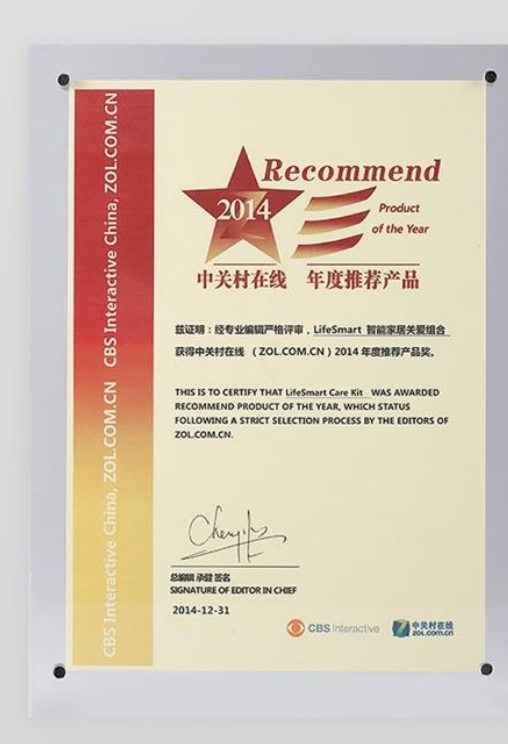 CBS Interactive China, ZOL.COM.CN CBS Interactive China, ZOL.COM.CN
Recommend
2014
Product
of the Year
中关村在线 年度推荐产品
兹证明：经专业编辑严格评审，LifeSmart 智能家居关爱组合
获得中关村在线 （ZOL.COM.CN）2014 年度推荐产品奖。
THIS IS TO CERTIFY THAT LifeSmart Care Kit WAS AWARDED
RECOMMEND PRODUCT OF THE YEAR, WHICH STATUS
FOLLOWING A STRICT SELECTION PROCESS BY THE EDITORS OF
ZOL.COM.CN.
总编辑 承健 签名
SIGNATURE OF EDITOR IN CHIEF
2014-12-31
CBS Interactive
中关村在线
ZOL.COM.CN